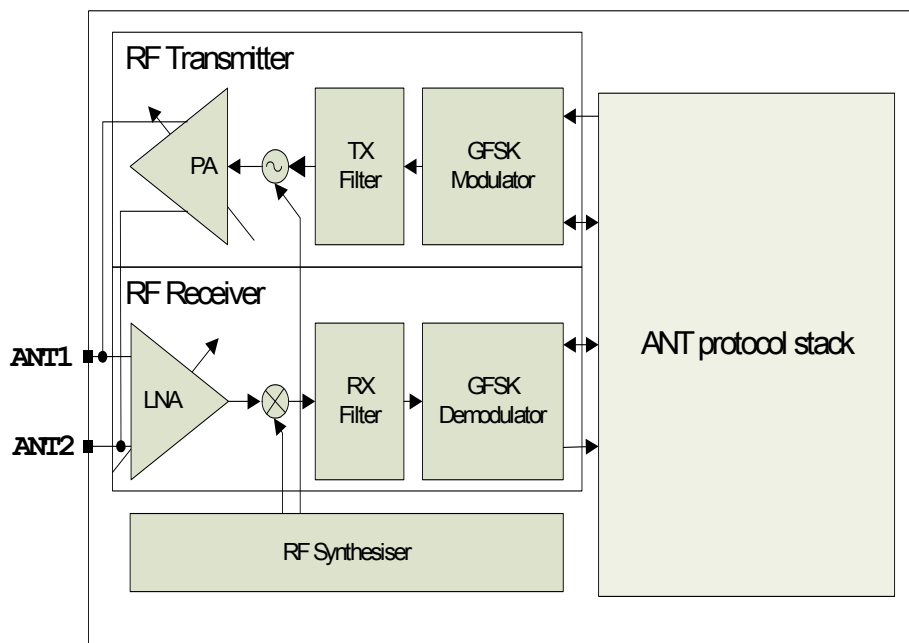 RF Transmitter
PA
TX
Filter
GFSK
Modulator
RF Receiver
ANT1
ANT2
LNA
RX
Filter
GFSK
Demodulator
ANT protocol stack
RF Synthesiser